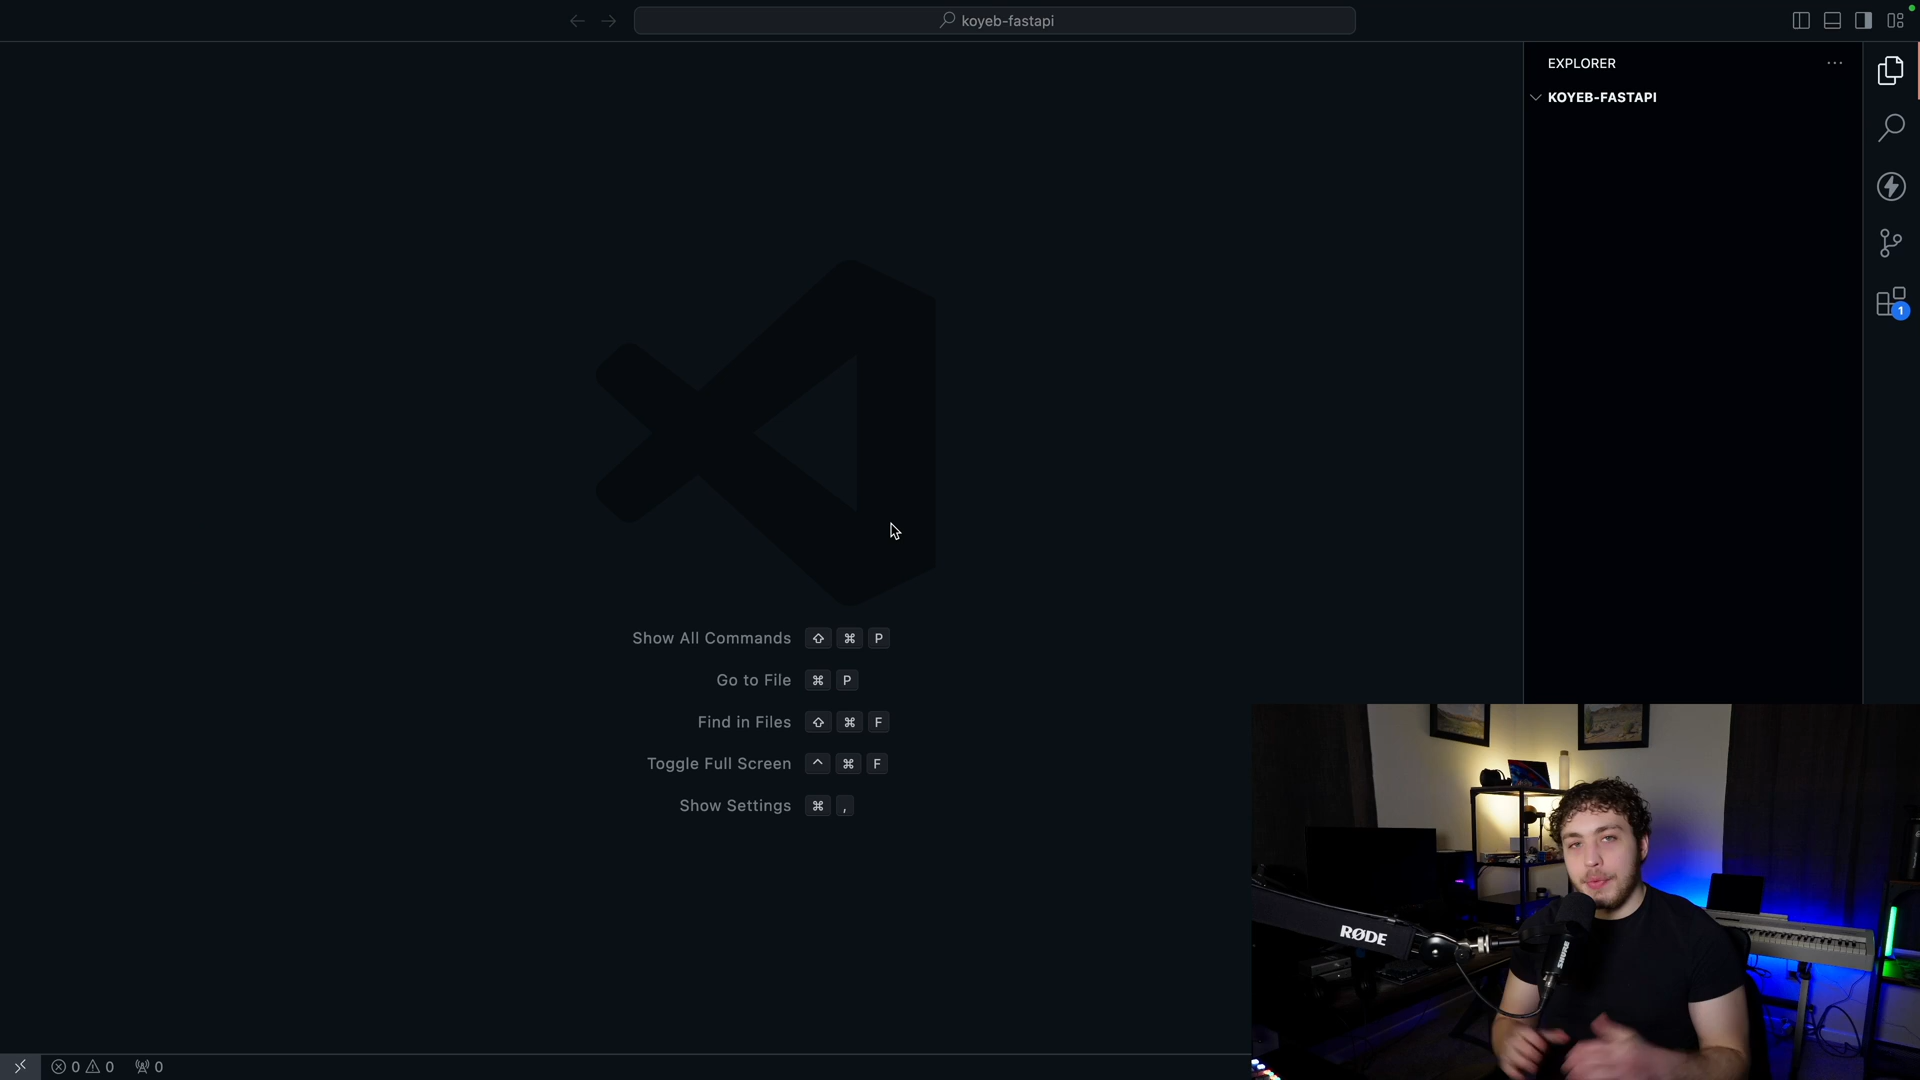 koyeb-fastapi
EXPLORER
KOYEB-FASTAPI
1
Show All Commands ⇧ ⌘ P
Go to File ⌘ P
Find in Files ⇧ ⌘ F
Toggle Full Screen ^ ⌘ F
Show Settings ⌘ ,
RØDE
SHURE
0 0 0